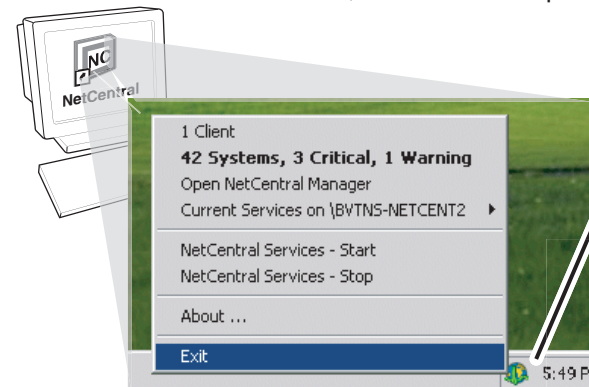 NC
NetCentral
1 Client
42 Systems, 3 Critical, 1 Warning
Open NetCentral Manager
Current Services on \BVTNS-NETCENT2
NetCentral Services - Start
NetCentral Services - Stop
About ...
Exit
5:49 P